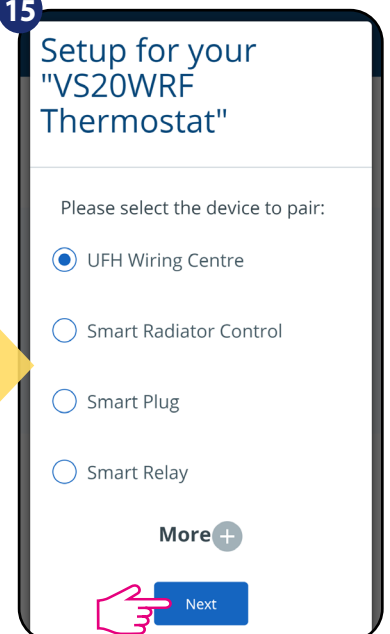 15
Setup for your
"VS20WRF
Thermostat"
Please select the device to pair:
UFH Wiring Centre
Smart Radiator Control
Smart Plug
Smart Relay
More +
Next